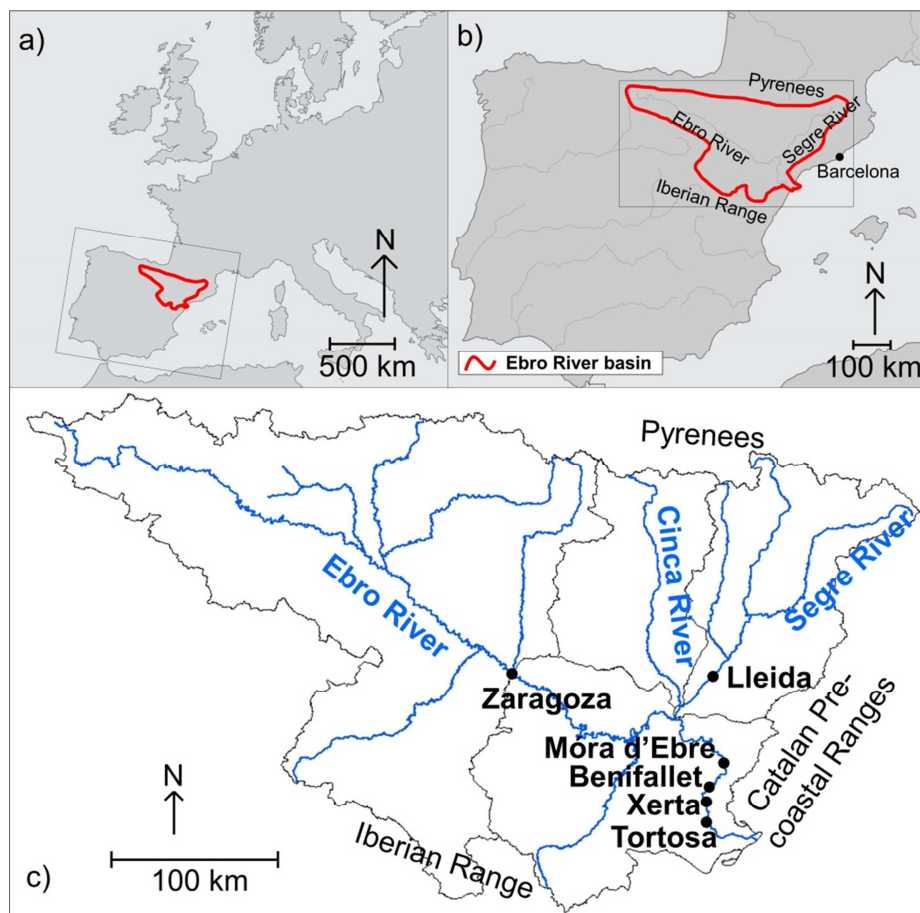 a)
N
500 km
b)
Pyrenees
Ebro River
Segre River
Barcelona
Iberian Range
N
100 km
Ebro River basin
c)
Pyrenees
Cinca River
Segre River
Ebro River
Zaragoza
Lleida
Móra d'Ebre
Benifallet
Xerta
Tortosa
Catalan Pre-
coastal Ranges
Iberian Range
N
100 km